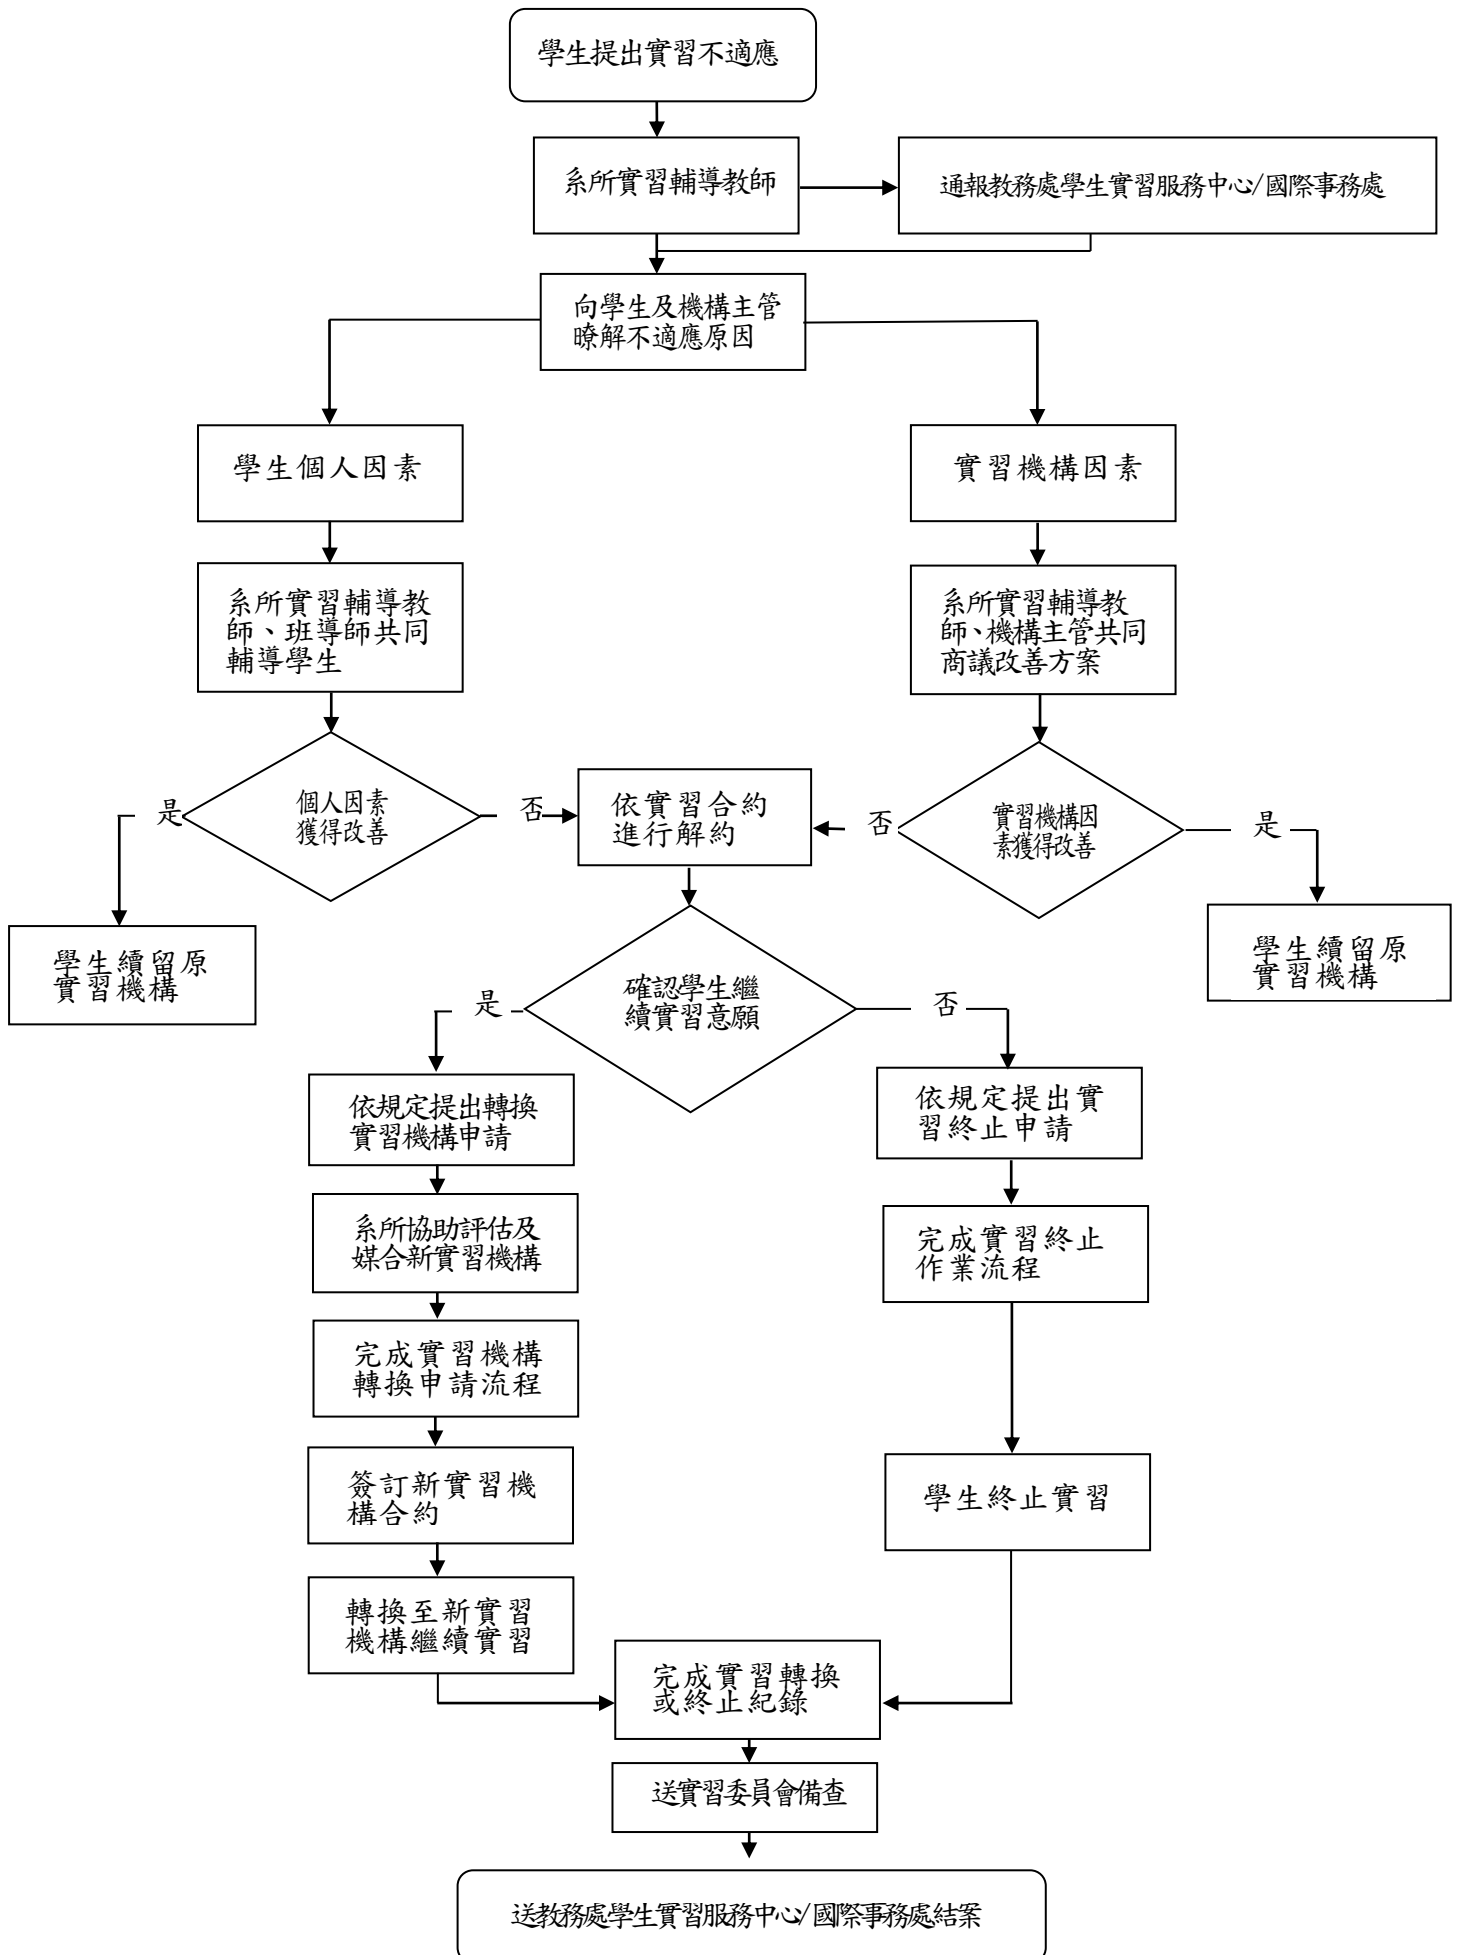 學生提出實習不適應
系所實習輔導教師
通報教務處學生實習服務中心/國際事務處
向學生及機構主管
瞭解不適應原因
學生個人因素
實習機構因素
系所實習輔導教
師、班導師共同
輔導學生
系所實習輔導教
師、機構主管共同
商議改善方案
是
個人因素
獲得改善
否
依實習合約
進行解約
否
實習機構因
素獲得改善
是
學生續留原
實習機構
學生續留原
實習機構
是
確認學生繼
續實習意願
否
依規定提出轉換
實習機構申請
依規定提出實
習終止申請
系所協助評估及
媒合新實習機構
完成實習終止
作業流程
完成實習機構
轉換申請流程
簽訂新實習機
構合約
學生終止實習
轉換至新實習
機構繼續實習
完成實習轉換
或終止紀錄
送實習委員會備查
送教務處學生實習服務中心/國際事務處結案